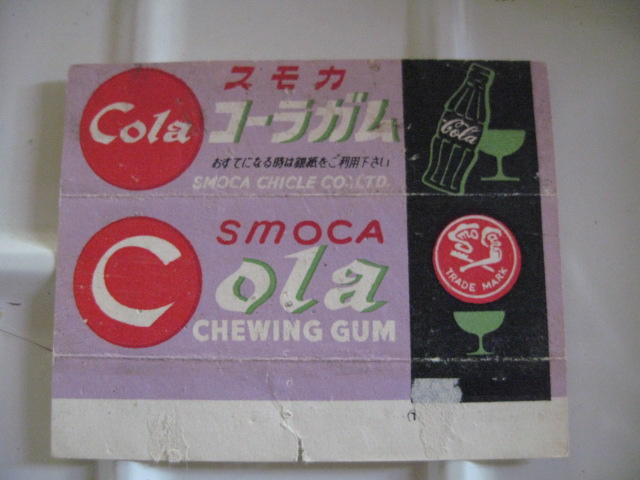 Cola
スモカ
コーラガム
おすてになる時は銀紙をご利用下さい
SMOCA CHICLE CO., LTD.
Cola
SMOCA
Cola
CHEWING GUM
TRADE MARK